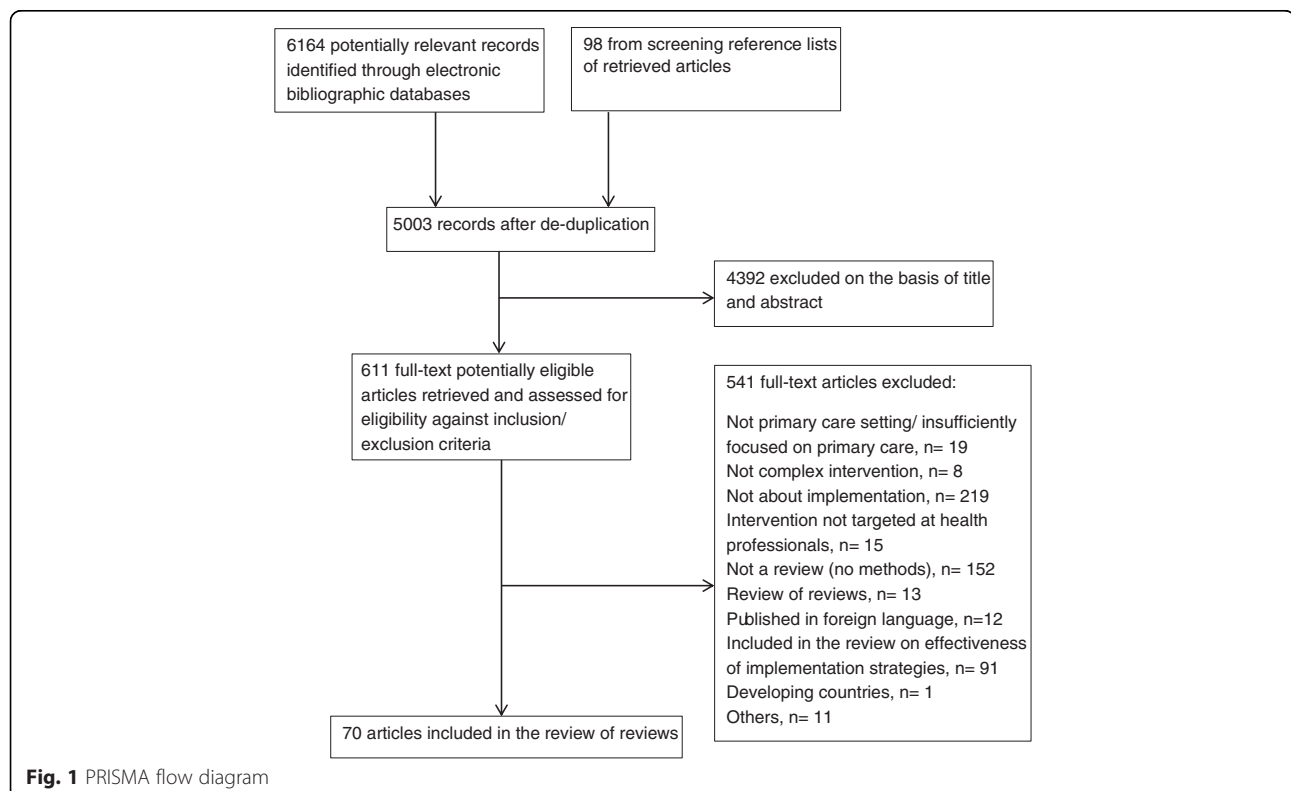 6164 potentially relevant records
identified through electronic
bibliographic databases
98 from screening reference lists
of retrieved articles
5003 records after de-duplication
4392 excluded on the basis of title
and abstract
611 full-text potentially eligible
articles retrieved and assessed for
eligibility against inclusion/
exclusion criteria
541 full-text articles excluded:
Not primary care setting/ insufficiently
focused on primary care, n= 19
Not complex intervention, n= 8
Not about implementation, n= 219
Intervention not targeted at health
professionals, n= 15
Not a review (no methods), n= 152
Review of reviews, n= 13
Published in foreign language, n=12
Included in the review on effectiveness
of implementation strategies, n= 91
Developing countries, n= 1
Others, n= 11
70 articles included in the review of reviews
Fig. 1 PRISMA flow diagram